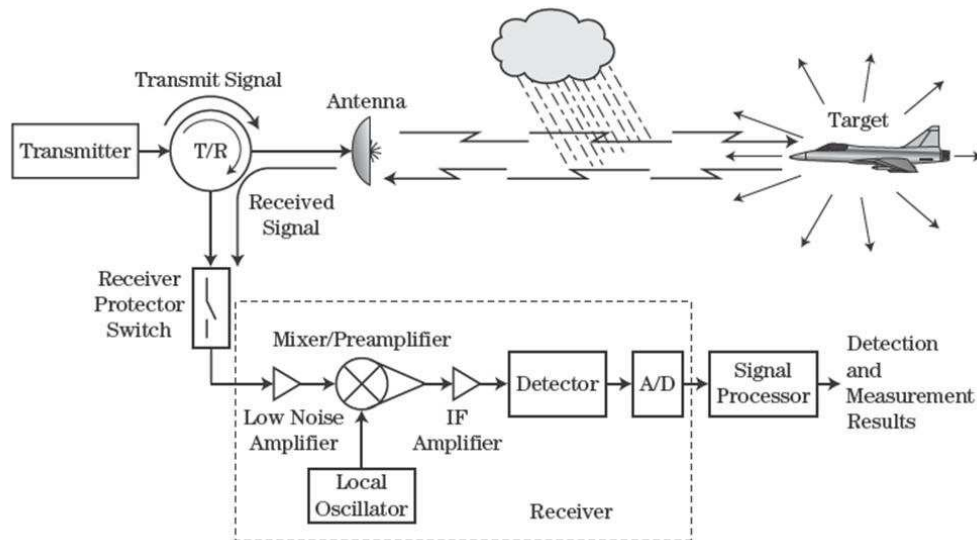 Transmit Signal
Antenna
Target
Transmitter
T/R
Received
Signal
Receiver
Protector
Switch
Mixer/Preamplifier
Low Noise
Amplifier
IF
Amplifier
Detector
A/D
Signal
Processor
Detection
and
Measurement
Results
Local
Oscillator
Receiver